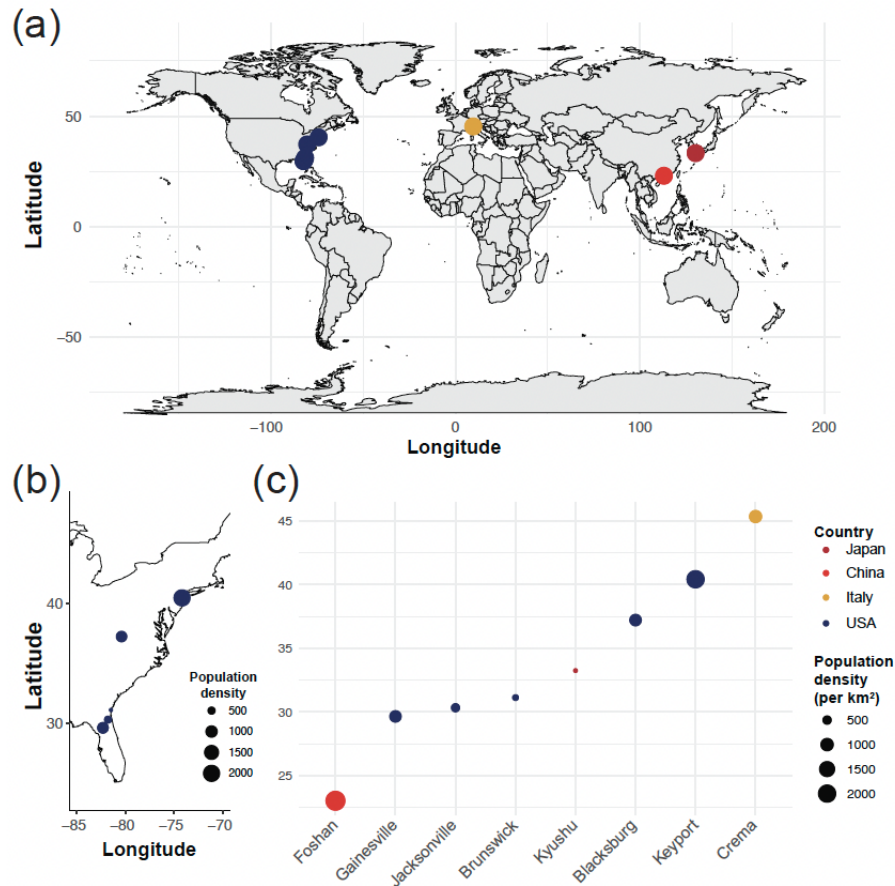 (a)
Latitude
50
0
−50
−100
0
100
200
Longitude
(b)
Latitude
40
30
Population
density
500
1000
1500
2000
−85
−80
−75
−70
Longitude
(c)
45
40
35
30
25
Foshan
Gainesville
Jacksonville
Brunswick
Kyushu
Blacksburg
Keyport
Crema
Country
Japan
China
Italy
USA
Population
density
(per km²)
500
1000
1500
2000